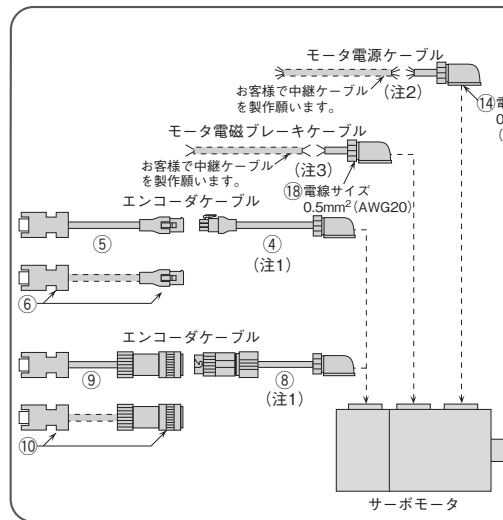 モータ電源ケーブル
お客様で中継ケーブル
を製作願います。
(注2)
⑭電
0
(
モータ電磁ブレーキケーブル
お客様で中継ケーブル
を製作願います。
(注3)
⑱電線サイズ
0.5mm²(AWG20)
エンコーダケーブル
⑤
④
(注1)
⑥
エンコーダケーブル
⑨
⑧
(注1)
⑩
サーボモータ